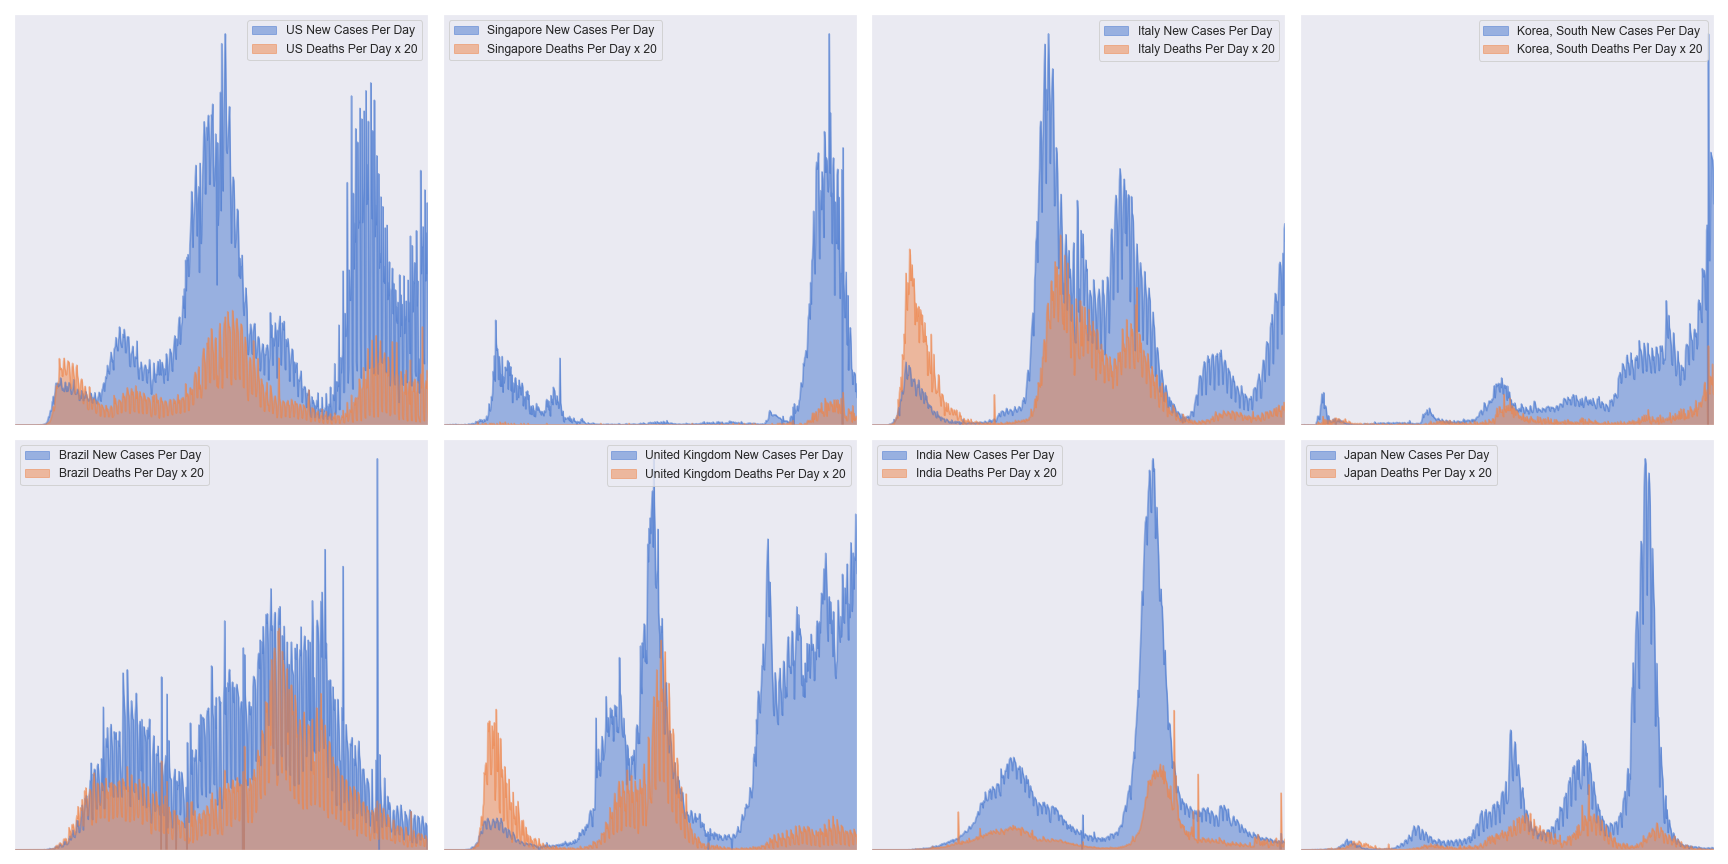 US New Cases Per Day
US Deaths Per Day x 20
Singapore New Cases Per Day
Singapore Deaths Per Day x 20
Italy New Cases Per Day
Italy Deaths Per Day x 20
Korea, South New Cases Per Day
Korea, South Deaths Per Day x 20
Brazil New Cases Per Day
Brazil Deaths Per Day x 20
United Kingdom New Cases Per Day
United Kingdom Deaths Per Day x 20
India New Cases Per Day
India Deaths Per Day x 20
Japan New Cases Per Day
Japan Deaths Per Day x 20